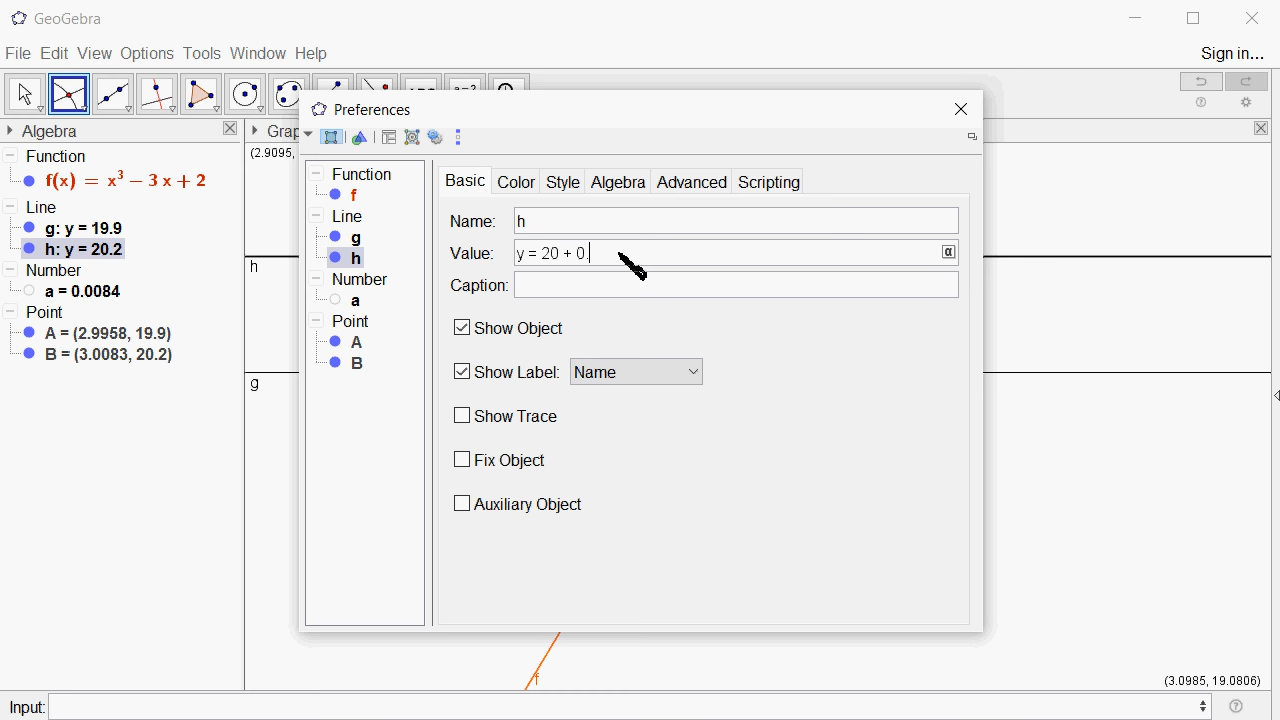 GeoGebra
File Edit View Options Tools Window Help
Sign in...
Algebra
Function
f(x) = x³ − 3 x + 2
Line
g: y = 19.9
h: y = 20.2
Number
a = 0.0084
Point
A = (2.9958, 19.9)
B = (3.0083, 20.2)
Grap
(2.9095,
h
g
Preferences
Function
f
Line
g
h
Number
a
Point
A
B
Basic Color Style Algebra Advanced Scripting
Name: h
Value: y = 20 + 0. α
Caption:
Show Object
Show Label: Name
Show Trace
Fix Object
Auxiliary Object
f
(3.0985, 19.0806)
Input: